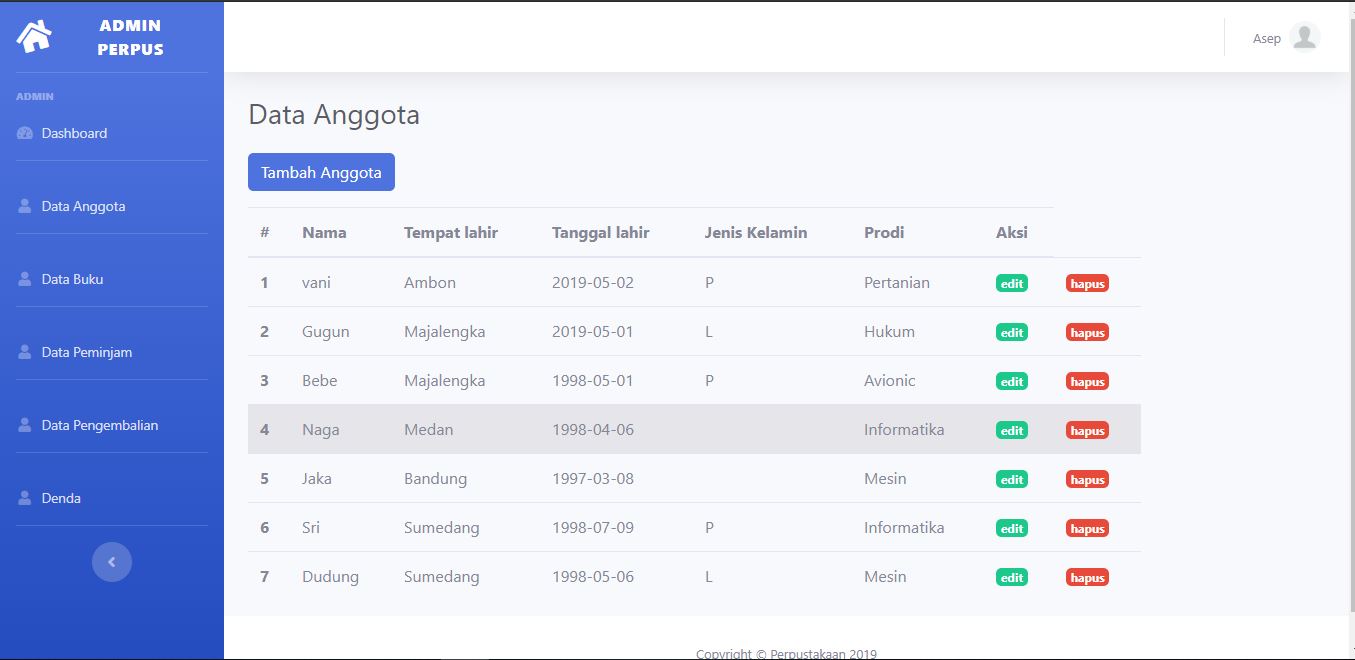 ADMIN
PERPUS
Asep
ADMIN
Dashboard
Data Anggota
Data Buku
Data Peminjam
Data Pengembalian
Denda
Data Anggota
Tambah Anggota
# Nama Tempat lahir Tanggal lahir Jenis Kelamin Prodi Aksi
1 vani Ambon 2019-05-02 P Pertanian edit hapus
2 Gugun Majalengka 2019-05-01 L Hukum edit hapus
3 Bebe Majalengka 1998-05-01 P Avionic edit hapus
4 Naga Medan 1998-04-06 Informatika edit hapus
5 Jaka Bandung 1997-03-08 Mesin edit hapus
6 Sri Sumedang 1998-07-09 P Informatika edit hapus
7 Dudung Sumedang 1998-05-06 L Mesin edit hapus
Copyright © Perpustakaan 2019